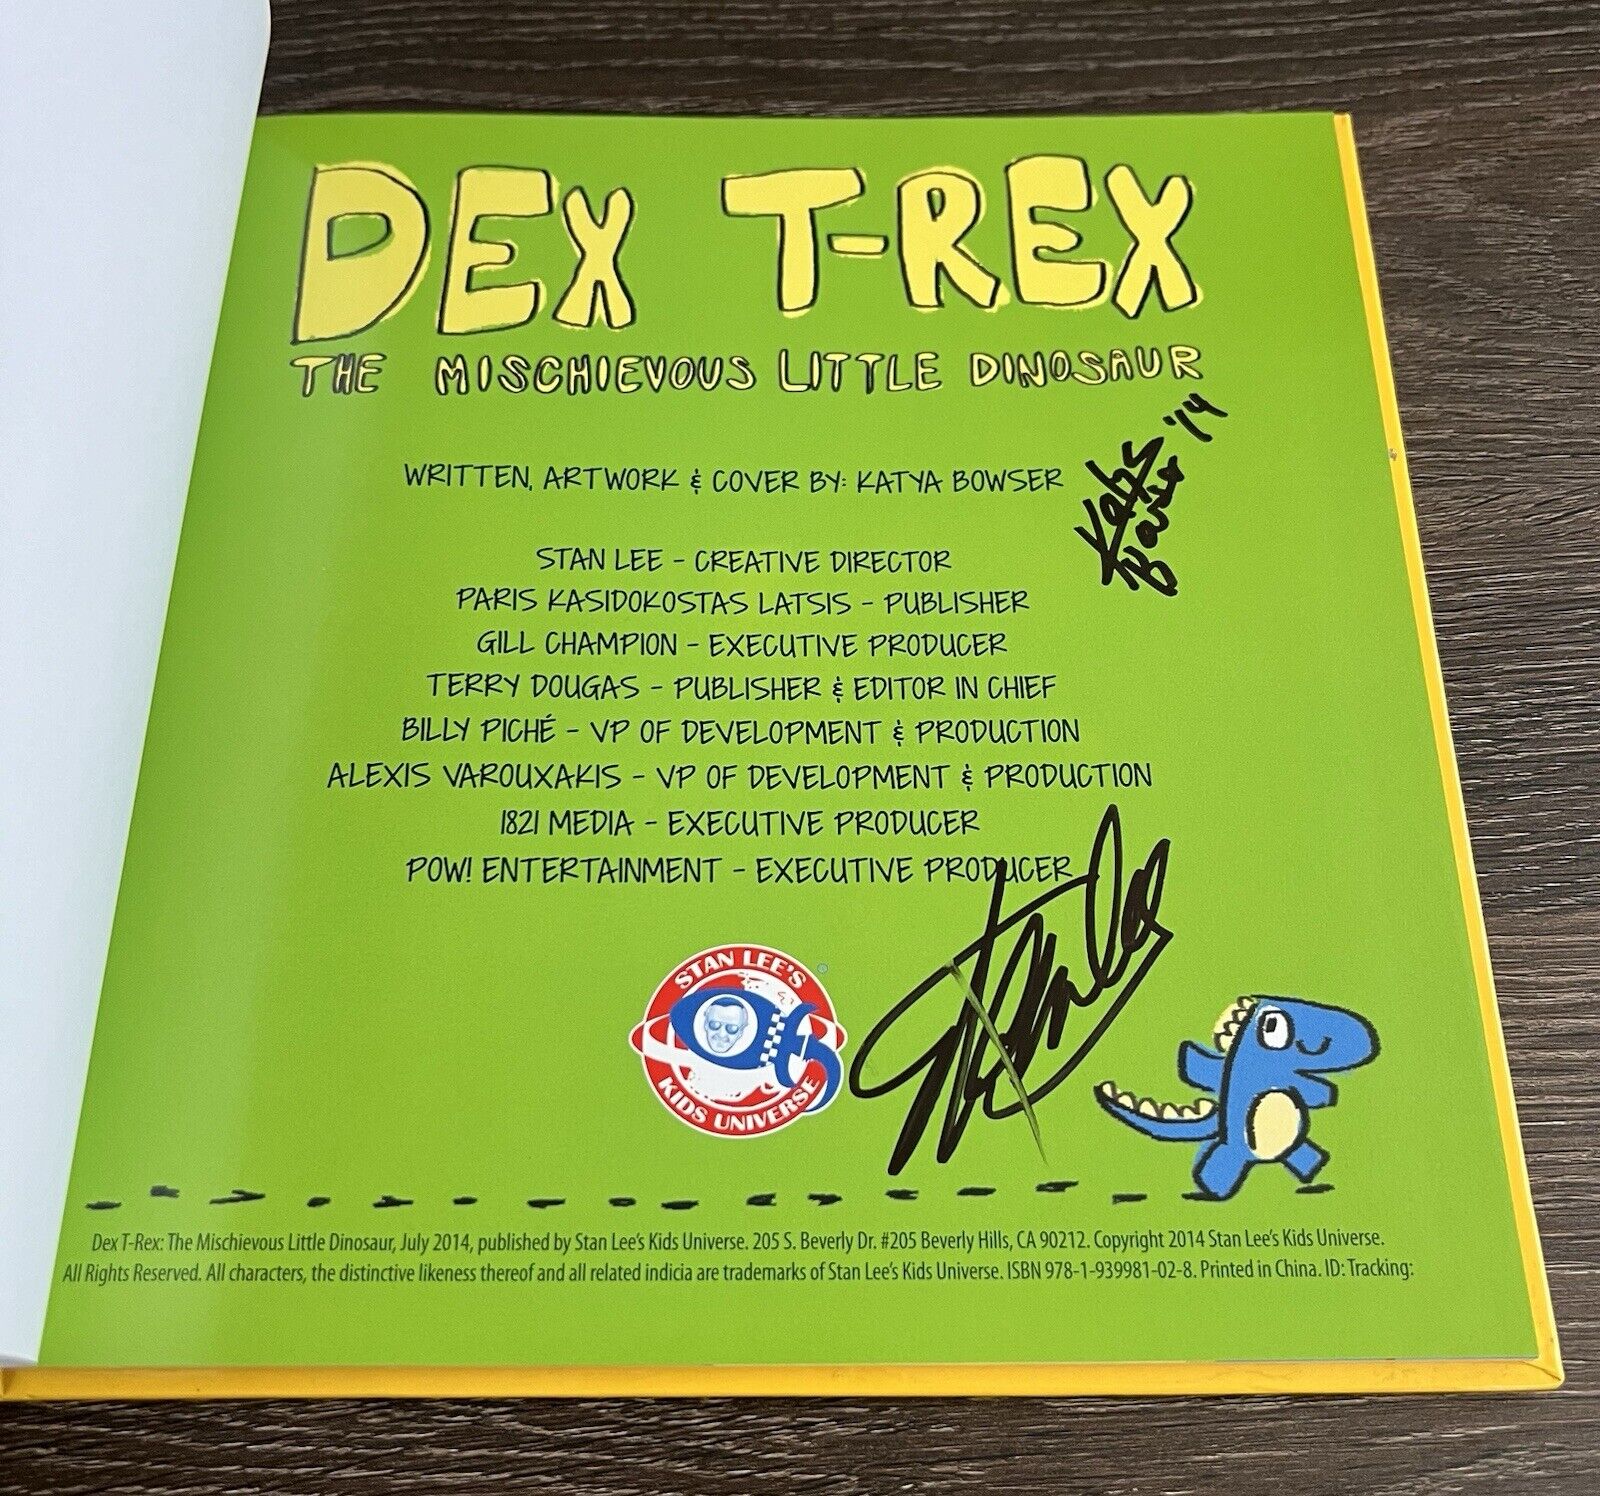 DEX T-REX
THE MISCHIEVOUS LITTLE DINOSAUR
WRITTEN, ARTWORK & COVER BY: KATYA BOWSER
Katya
Bowser '14
STAN LEE - CREATIVE DIRECTOR
PARIS KASIDOKOSTAS LATSIS - PUBLISHER
GILL CHAMPION - EXECUTIVE PRODUCER
TERRY DOUGAS - PUBLISHER & EDITOR IN CHIEF
BILLY PICHÉ - VP OF DEVELOPMENT & PRODUCTION
ALEXIS VAROUXAKIS - VP OF DEVELOPMENT & PRODUCTION
1821 MEDIA - EXECUTIVE PRODUCER
POW! ENTERTAINMENT - EXECUTIVE PRODUCER
Stan Lee
STAN LEE'S
KIDS UNIVERSE
Dex T-Rex: The Mischievous Little Dinosaur, July 2014, published by Stan Lee's Kids Universe. 205 S. Beverly Dr. #205 Beverly Hills, CA 90212. Copyright 2014 Stan Lee's Kids Universe.
All Rights Reserved. All characters, the distinctive likeness thereof and all related indicia are trademarks of Stan Lee's Kids Universe. ISBN 978-1-939981-02-8. Printed in China. ID: Tracking: